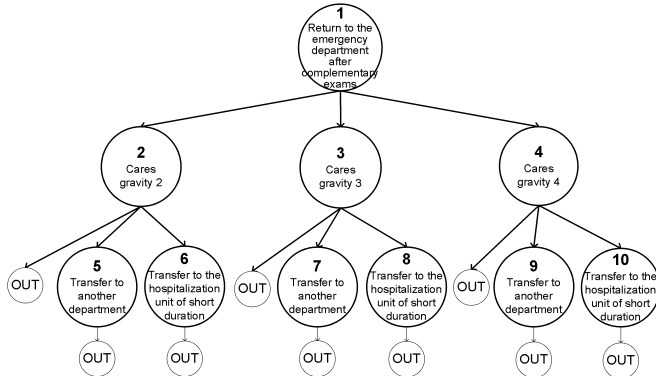 1
Return to the
emergency
department
after
complementary
exams
2
Cares
gravity 2
3
Cares
gravity 3
4
Cares
gravity 4
OUT
5
Transfer to
another
department
6
Transfer to the
hospitalization
unit of short
duration
OUT
7
Transfer to
another
department
8
Transfer to the
hospitalization
unit of short
duration
OUT
9
Transfer to
another
department
10
Transfer to the
hospitalization
unit of short
duration
OUT
OUT
OUT
OUT
OUT
OUT